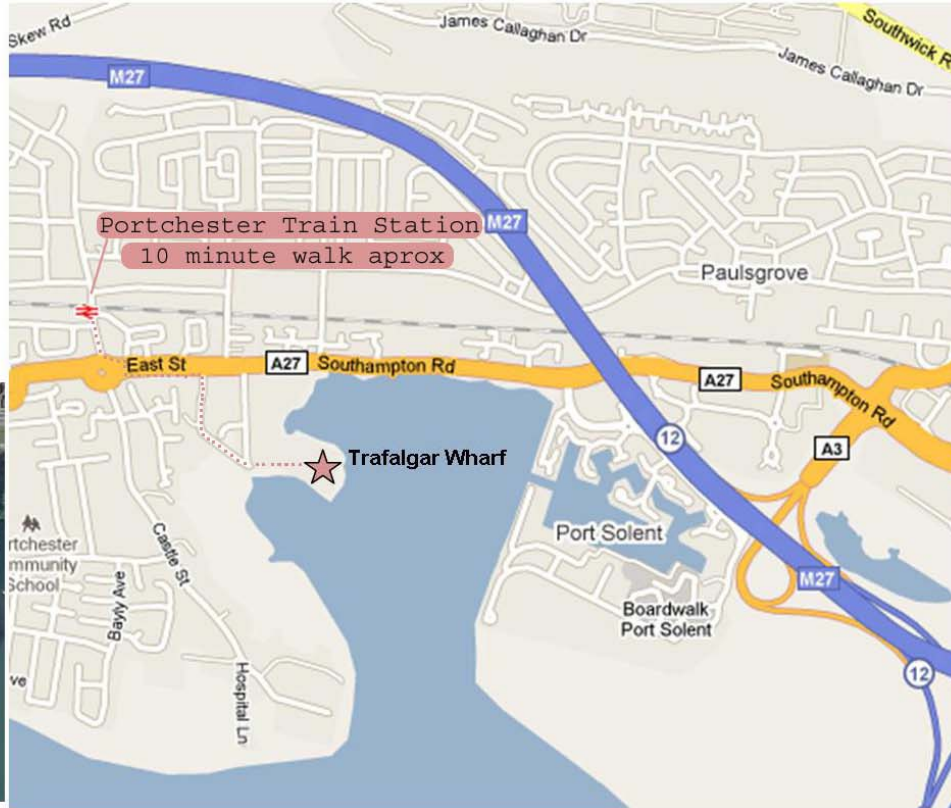 Skew Rd
James Callaghan Dr
Southwick R
James Callaghan Dr
M27
M27
Portchester Train Station
10 minute walk aprox
Paulsgrove
East St
A27
Southampton Rd
A27
Southampton Rd
12
A3
Trafalgar Wharf
Port Solent
rtchester
mmunity
School
Castle St
Bayly Ave
M27
Boardwalk
Port Solent
ve
Hospital Ln
12